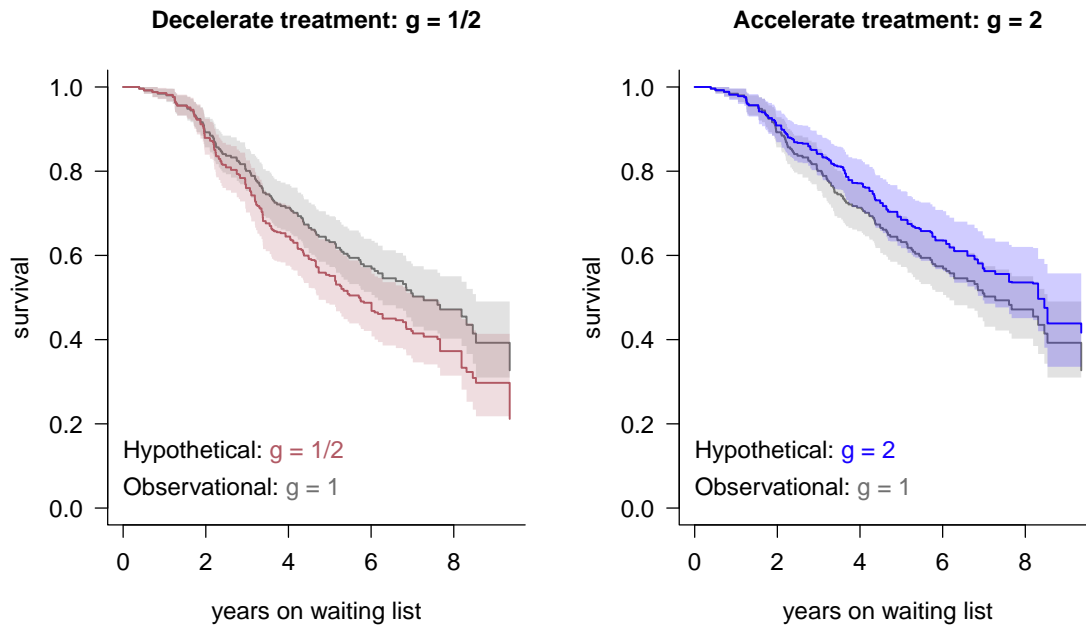 Decelerate treatment: g = 1/2
survival
1.0
0.8
0.6
0.4
0.2
0.0
Hypothetical: g = 1/2
Observational: g = 1
0 2 4 6 8
years on waiting list
Accelerate treatment: g = 2
survival
1.0
0.8
0.6
0.4
0.2
0.0
Hypothetical: g = 2
Observational: g = 1
0 2 4 6 8
years on waiting list